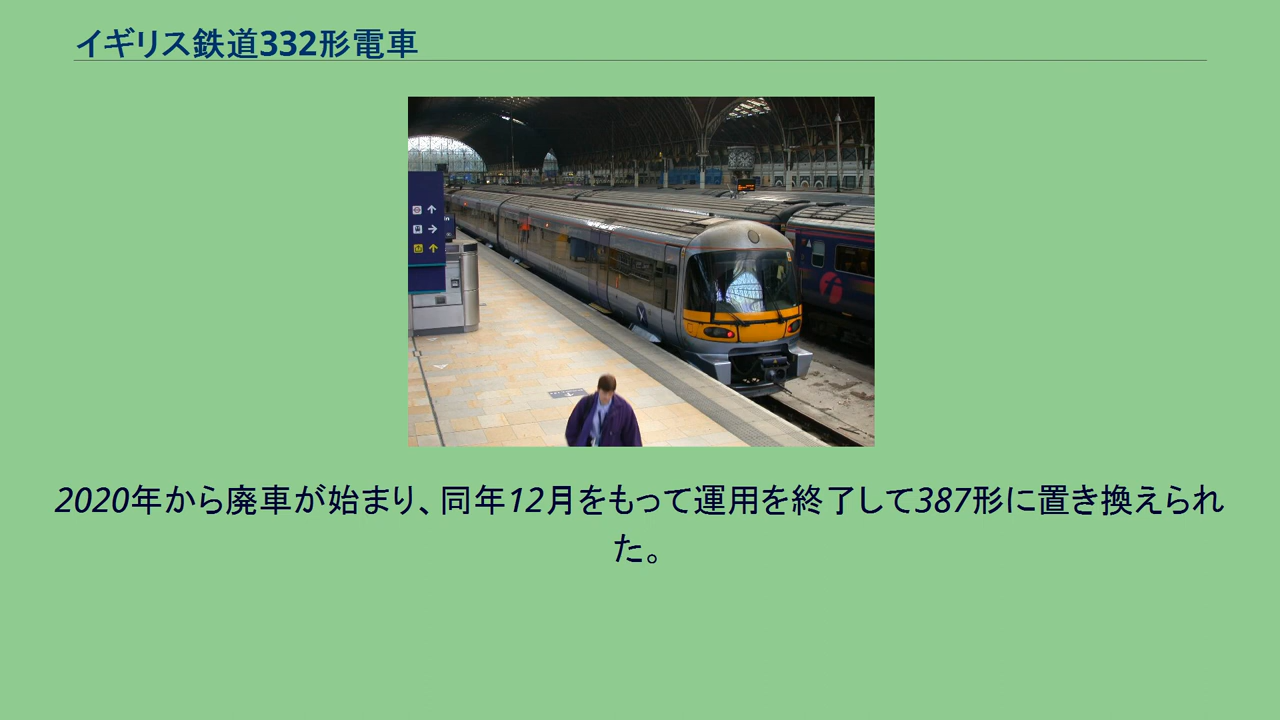 イギリス鉄道332形電車
2020年から廃車が始まり、同年12月をもって運用を終了して387形に置き換えられ
た。